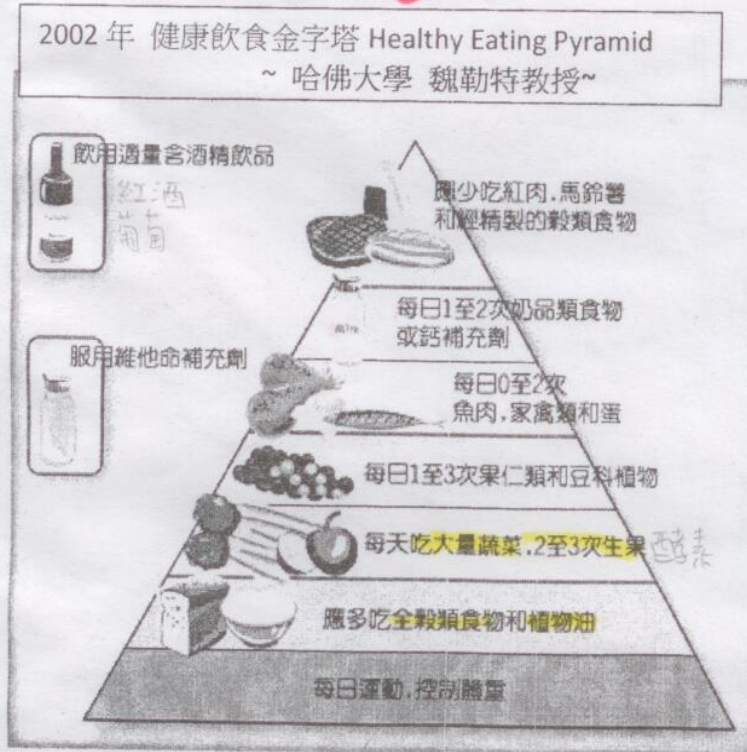 2002 年 健康飲食金字塔 Healthy Eating Pyramid
~ 哈佛大學 魏勒特教授~
飲用適量含酒精飲品
紅酒
葡萄
應少吃紅肉.馬鈴薯
和經精製的穀類食物
每日1至2次奶品類食物
或鈣補充劑
服用維他命補充劑
每日0至2次
魚肉.家禽類和蛋
每日1至3次果仁類和豆科植物
每天吃大量蔬菜.2至3次生果 酵素
應多吃全穀類食物和植物油
每日運動.控制體重